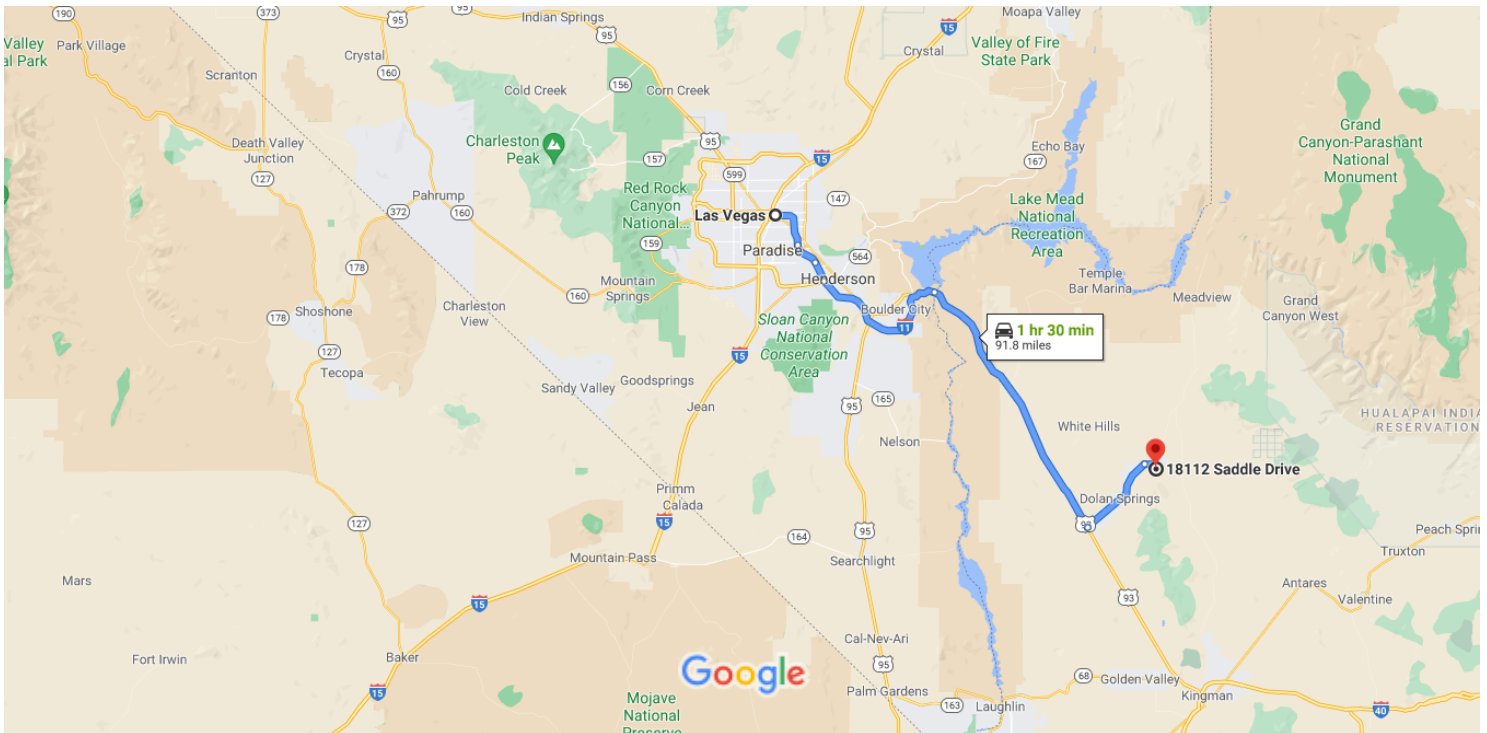 190
373
95
Indian Springs
95
15
Moapa Valley
Valley
al Park
Park Village
Crystal
160
Scranton
156
Cold Creek
Corn Creek
Crystal
Valley of Fire
State Park
Death Valley
Junction
127
Charleston
Peak
95
157
15
599
Echo Bay
167
Grand
Canyon-Parashant
National
Monument
Pahrump
372
160
Red Rock
Canyon
National...
159
Las Vegas
147
Lake Mead
National
Recreation
Area
Paradise
564
Henderson
178
Mountain
Springs
160
Temple
Bar Marina
Meadview
Grand
Canyon West
Shoshone
178
Charleston
View
Boulder City
11
Sloan Canyon
National
Conservation
Area
1 hr 30 min
91.8 miles
127
Tecopa
15
Sandy Valley
Goodsprings
Jean
95
165
Nelson
White Hills
HUALAPAI INDIA
RESERVATION
18112 Saddle Drive
Dolan Springs
Primm
Calada
15
127
164
95
Searchlight
Mountain Pass
Peach Sprin
Truxton
Mars
15
93
Antares
Valentine
Fort Irwin
Baker
15
Cal-Nev-Ari
95
Google
Mojave
National
Preserve
Palm Gardens
163
Laughlin
68
Golden Valley
Kingman
40